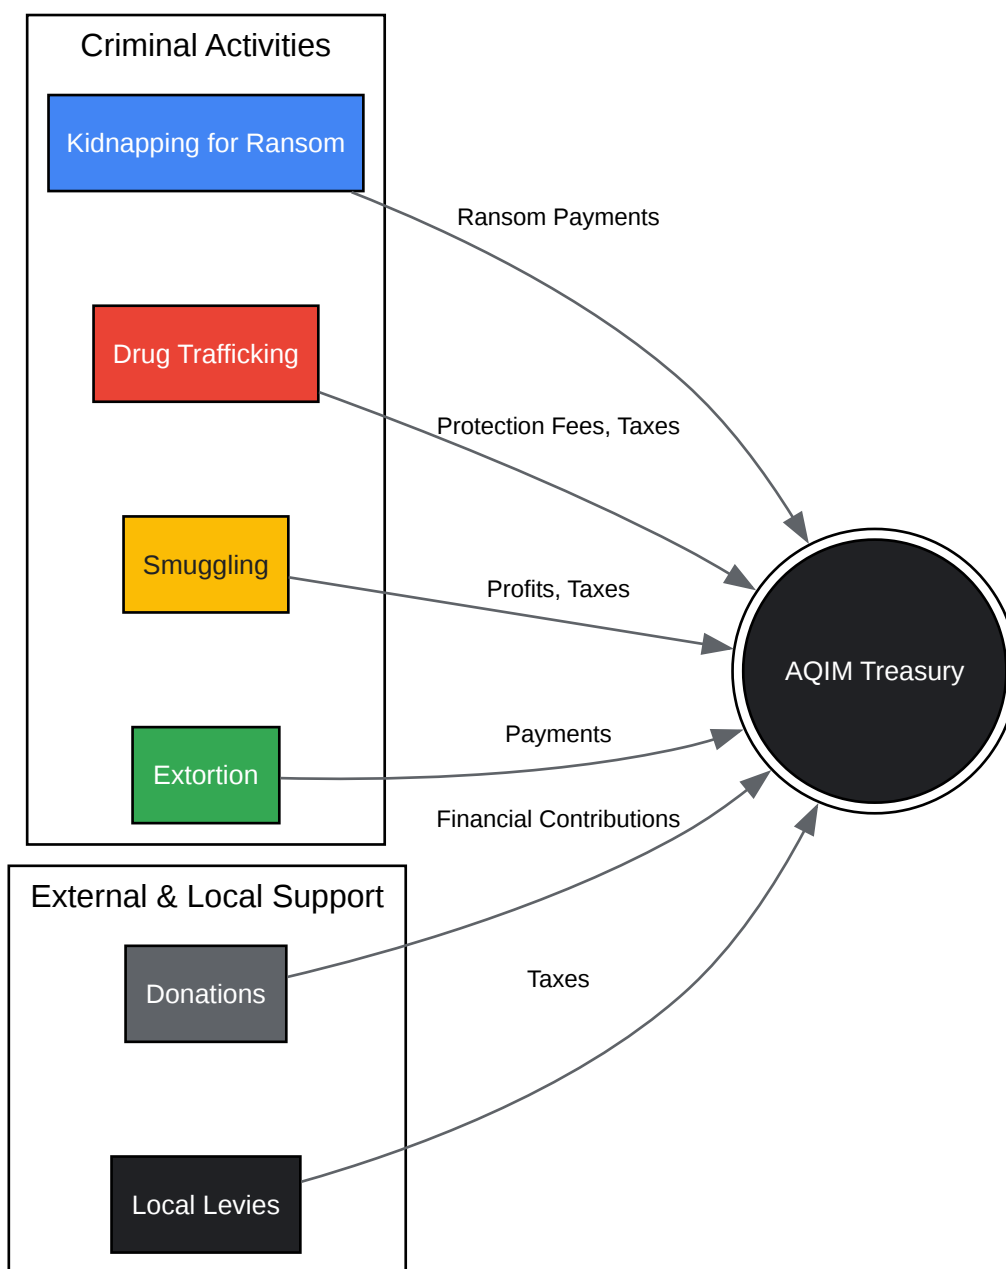 Criminal Activities
Kidnapping for Ransom
Ransom Payments
Drug Trafficking
Protection Fees, Taxes
Smuggling
Profits, Taxes
AQIM Treasury
Extortion
Payments
Financial Contributions
External & Local Support
Donations
Taxes
Local Levies